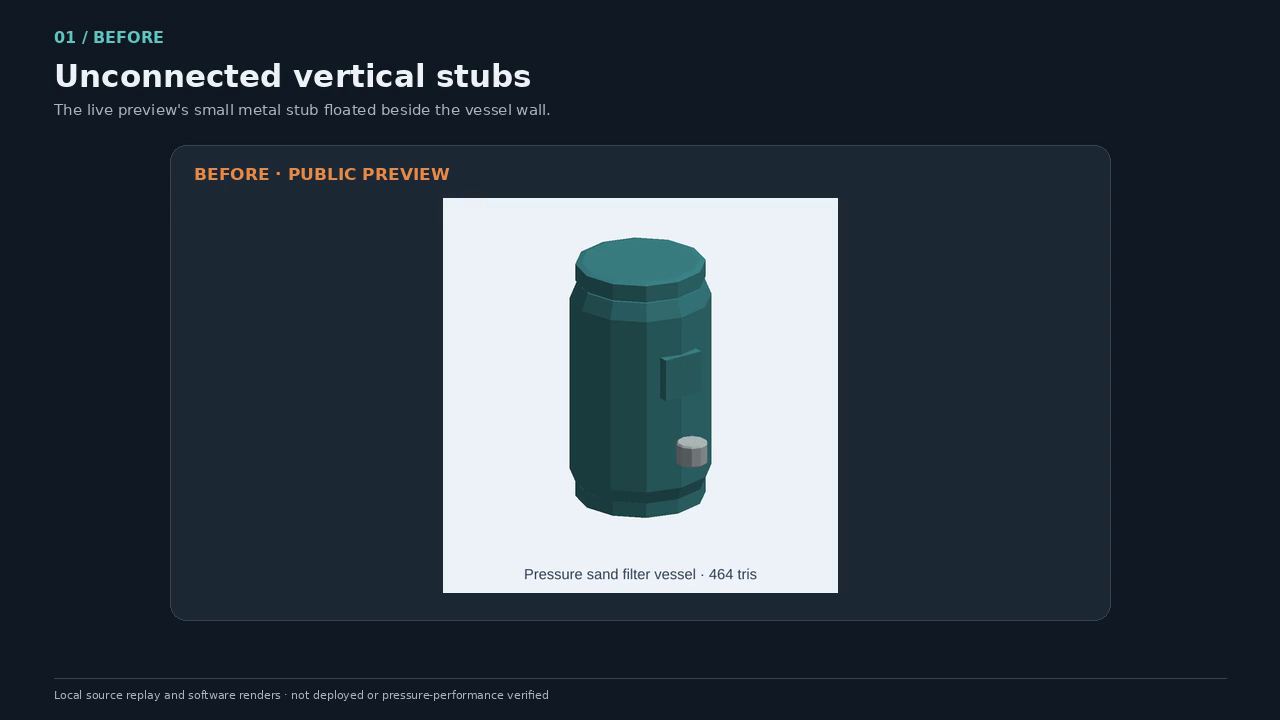 01 / BEFORE
Unconnected vertical stubs
The live preview's small metal stub floated beside the vessel wall.
BEFORE · PUBLIC PREVIEW
Pressure sand filter vessel · 464 tris
Local source replay and software renders · not deployed or pressure-performance verified